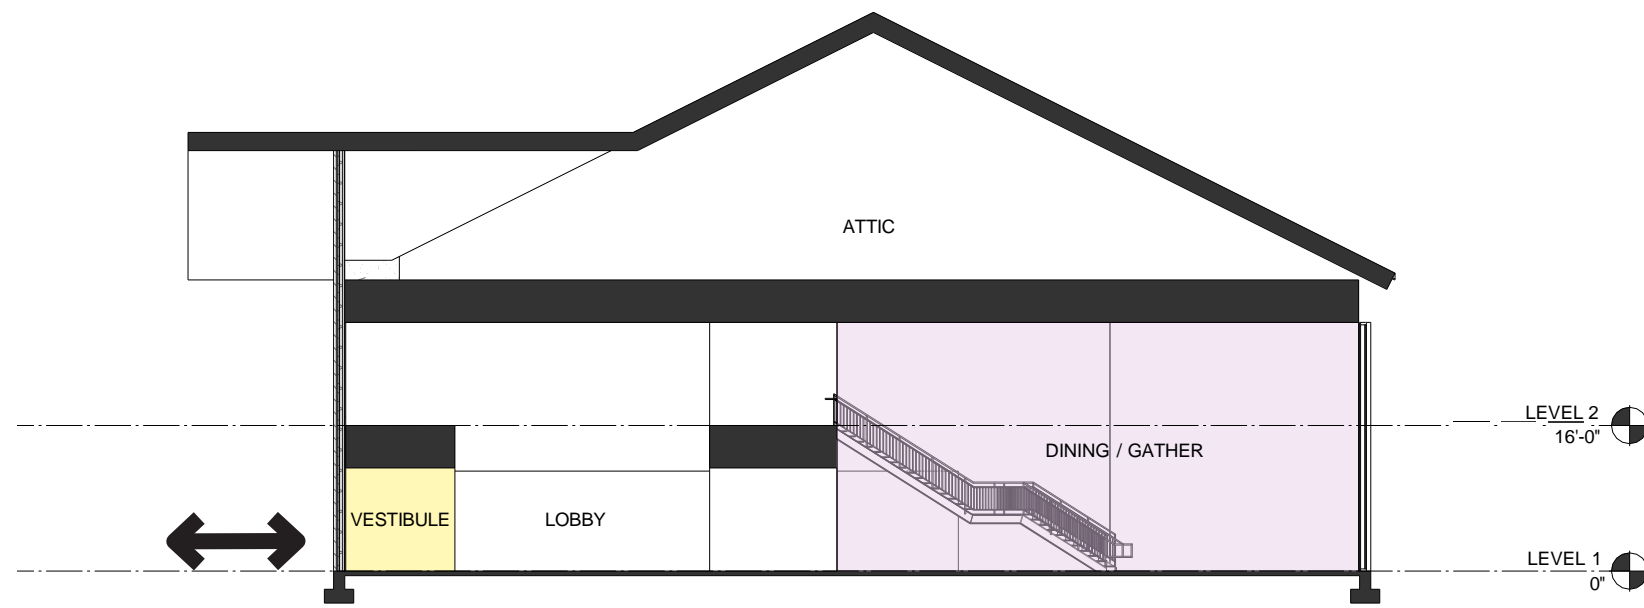 ATTIC
LEVEL 2
16'-0"
DINING / GATHER
VESTIBULE
LOBBY
LEVEL 1
0"